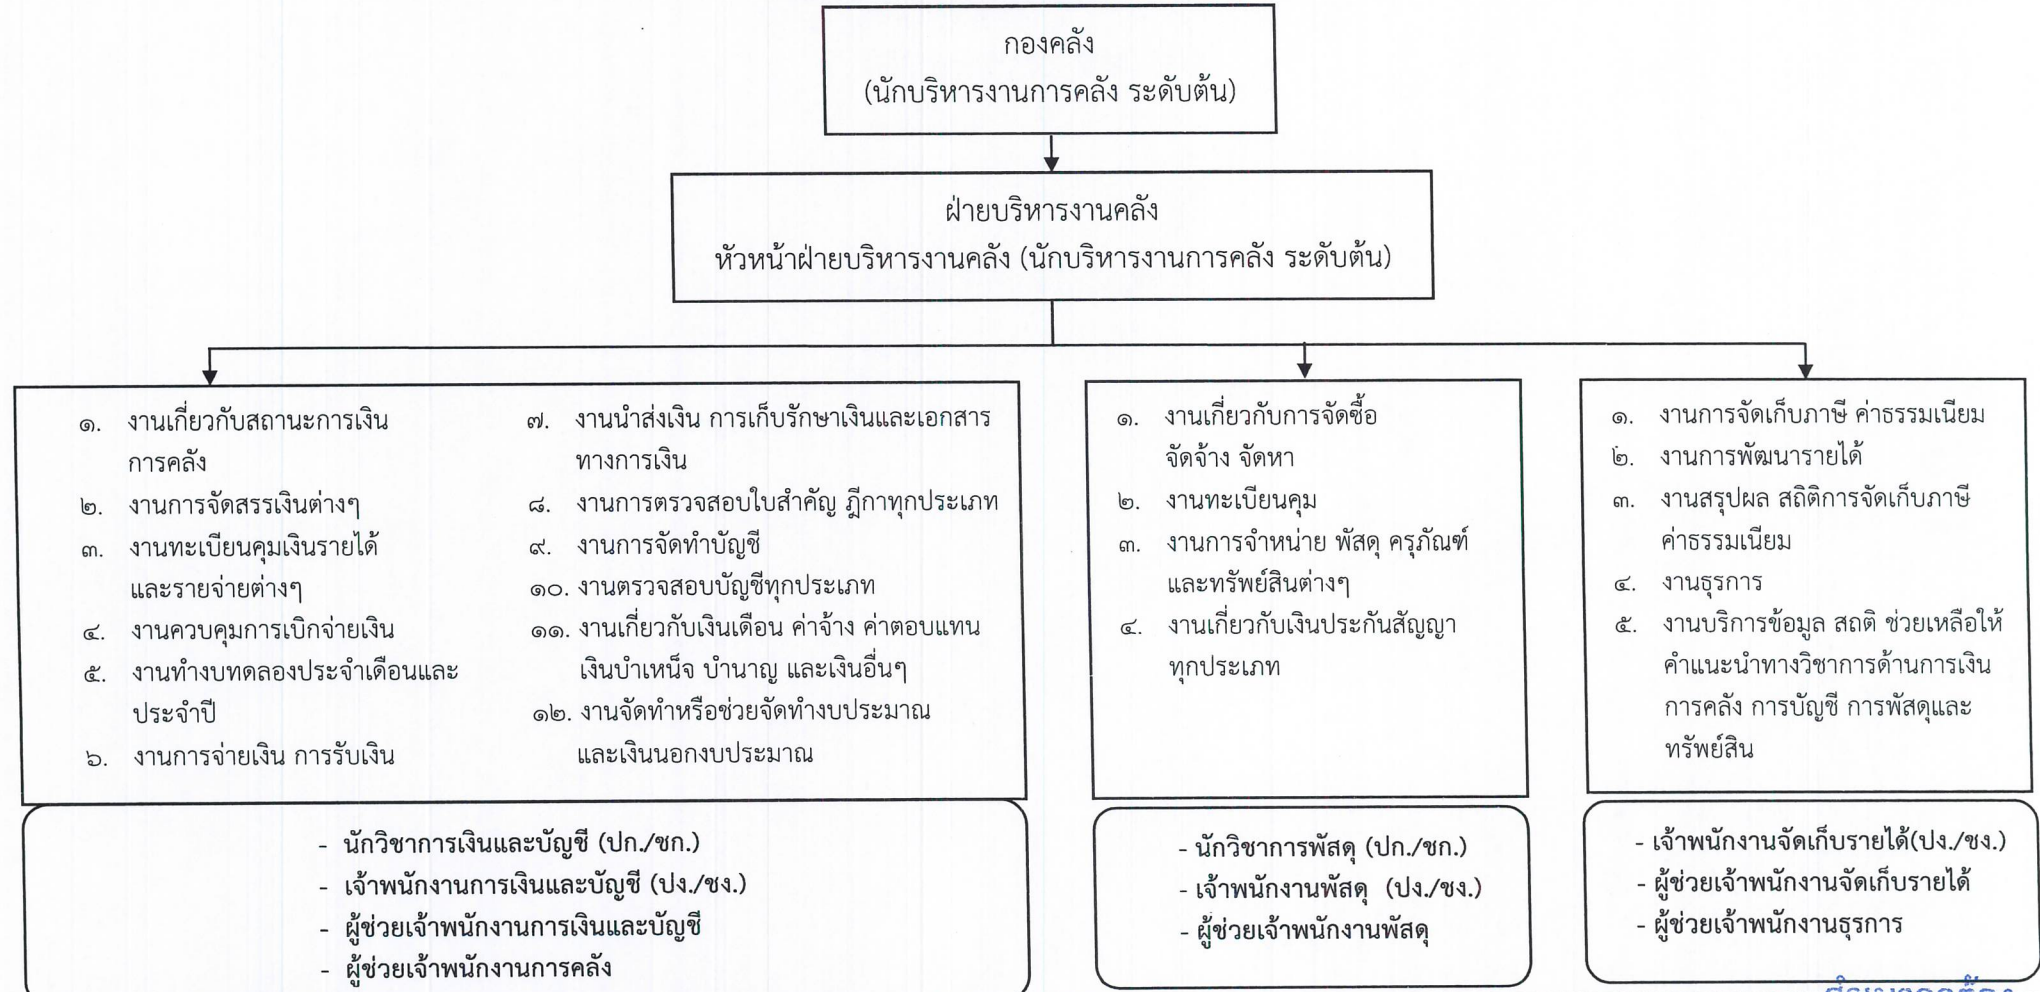 กองคลัง
(นักบริหารงานการคลัง ระดับต้น)
ฝ่ายบริหารงานคลัง
หัวหน้าฝ่ายบริหารงานคลัง (นักบริหารงานการคลัง ระดับต้น)
๑. งานเกี่ยวกับสถานะการเงิน
การคลัง
๒. งานการจัดสรรเงินต่างๆ
๓. งานทะเบียนคุมเงินรายได้
และรายจ่ายต่างๆ
๔. งานควบคุมการเบิกจ่ายเงิน
๕. งานทำงบทดลองประจำเดือนและ
ประจำปี
๖. งานการจ่ายเงิน การรับเงิน
๗. งานนำส่งเงิน การเก็บรักษาเงินและเอกสาร
ทางการเงิน
๘. งานการตรวจสอบใบสำคัญ ฎีกาทุกประเภท
๙. งานการจัดทำบัญชี
๑๐. งานตรวจสอบบัญชีทุกประเภท
๑๑. งานเกี่ยวกับเงินเดือน ค่าจ้าง ค่าตอบแทน
เงินบำเหน็จ บำนาญ และเงินอื่นๆ
๑๒. งานจัดทำหรือช่วยจัดทำงบประมาณ
และเงินนอกงบประมาณ
- นักวิชาการเงินและบัญชี (ปก./ชก.)
- เจ้าพนักงานการเงินและบัญชี (ปง./ชง.)
- ผู้ช่วยเจ้าพนักงานการเงินและบัญชี
- ผู้ช่วยเจ้าพนักงานการคลัง
๑. งานเกี่ยวกับการจัดซื้อ
จัดจ้าง จัดหา
๒. งานทะเบียนคุม
๓. งานการจำหน่าย พัสดุ ครุภัณฑ์
และทรัพย์สินต่างๆ
๔. งานเกี่ยวกับเงินประกันสัญญา
ทุกประเภท
- นักวิชาการพัสดุ (ปก./ชก.)
- เจ้าพนักงานพัสดุ (ปง./ชง.)
- ผู้ช่วยเจ้าพนักงานพัสดุ
๑. งานการจัดเก็บภาษี ค่าธรรมเนียม
๒. งานการพัฒนารายได้
๓. งานสรุปผล สถิติการจัดเก็บภาษี
ค่าธรรมเนียม
๔. งานธุรการ
๕. งานบริการข้อมูล สถติ ช่วยเหลือให้
คำแนะนำทางวิชาการด้านการเงิน
การคลัง การบัญชี การพัสดุและ
ทรัพย์สิน
- เจ้าพนักงานจัดเก็บรายได้(ปง./ชง.)
- ผู้ช่วยเจ้าพนักงานจัดเก็บรายได้
- ผู้ช่วยเจ้าพนักงานธุรการ